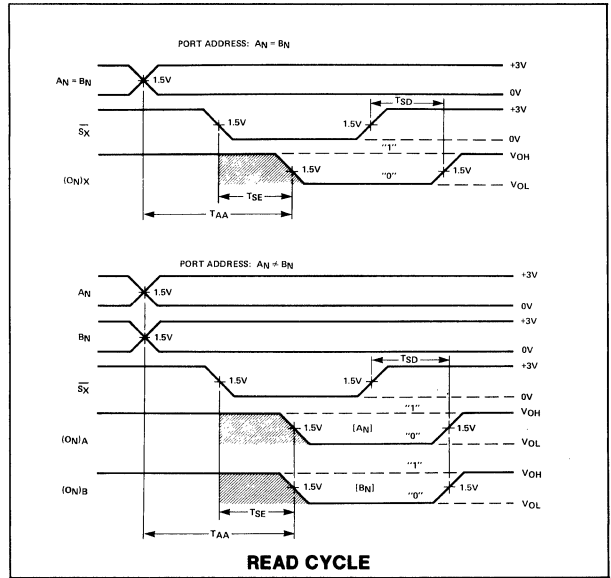 PORT ADDRESS: AN = BN
+3V
AN = BN
1.5V
0V
TSD
+3V
SX
1.5V
1.5V
0V
"1"
VOH
(ON)X
1.5V
"0"
1.5V
VOL
TSE
TAA
PORT ADDRESS: AN ≠ BN
+3V
AN
1.5V
0V
+3V
BN
1.5V
0V
TSD
+3V
SX
1.5V
1.5V
0V
"1"
VOH
(ON)A
1.5V
[AN]
"0"
1.5V
VOL
"1"
VOH
(ON)B
1.5V
[BN]
"0"
1.5V
VOL
TSE
TAA
READ CYCLE